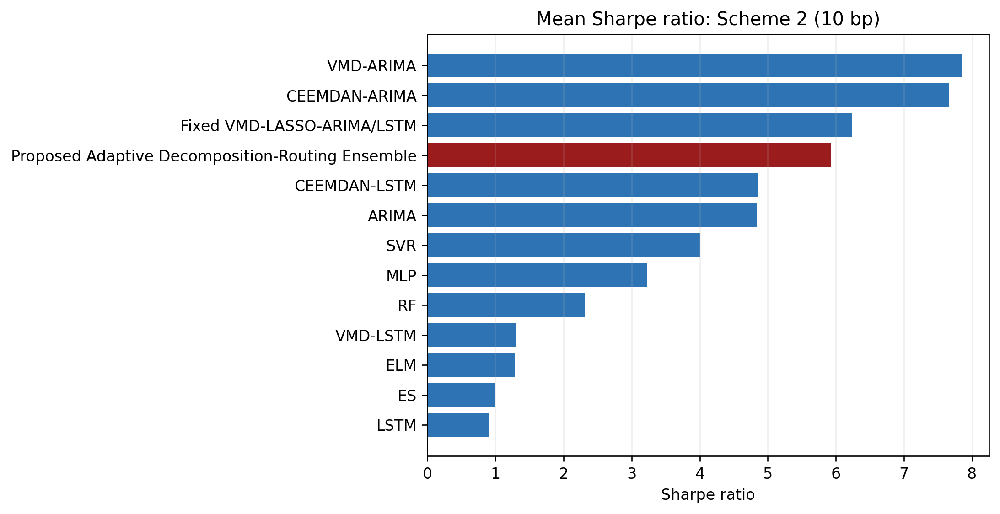 Mean Sharpe ratio: Scheme 2 (10 bp)
VMD-ARIMA
CEEMDAN-ARIMA
Fixed VMD-LASSO-ARIMA/LSTM
Proposed Adaptive Decomposition-Routing Ensemble
CEEMDAN-LSTM
ARIMA
SVR
MLP
RF
VMD-LSTM
ELM
ES
LSTM
0 1 2 3 4 5 6 7 8
Sharpe ratio